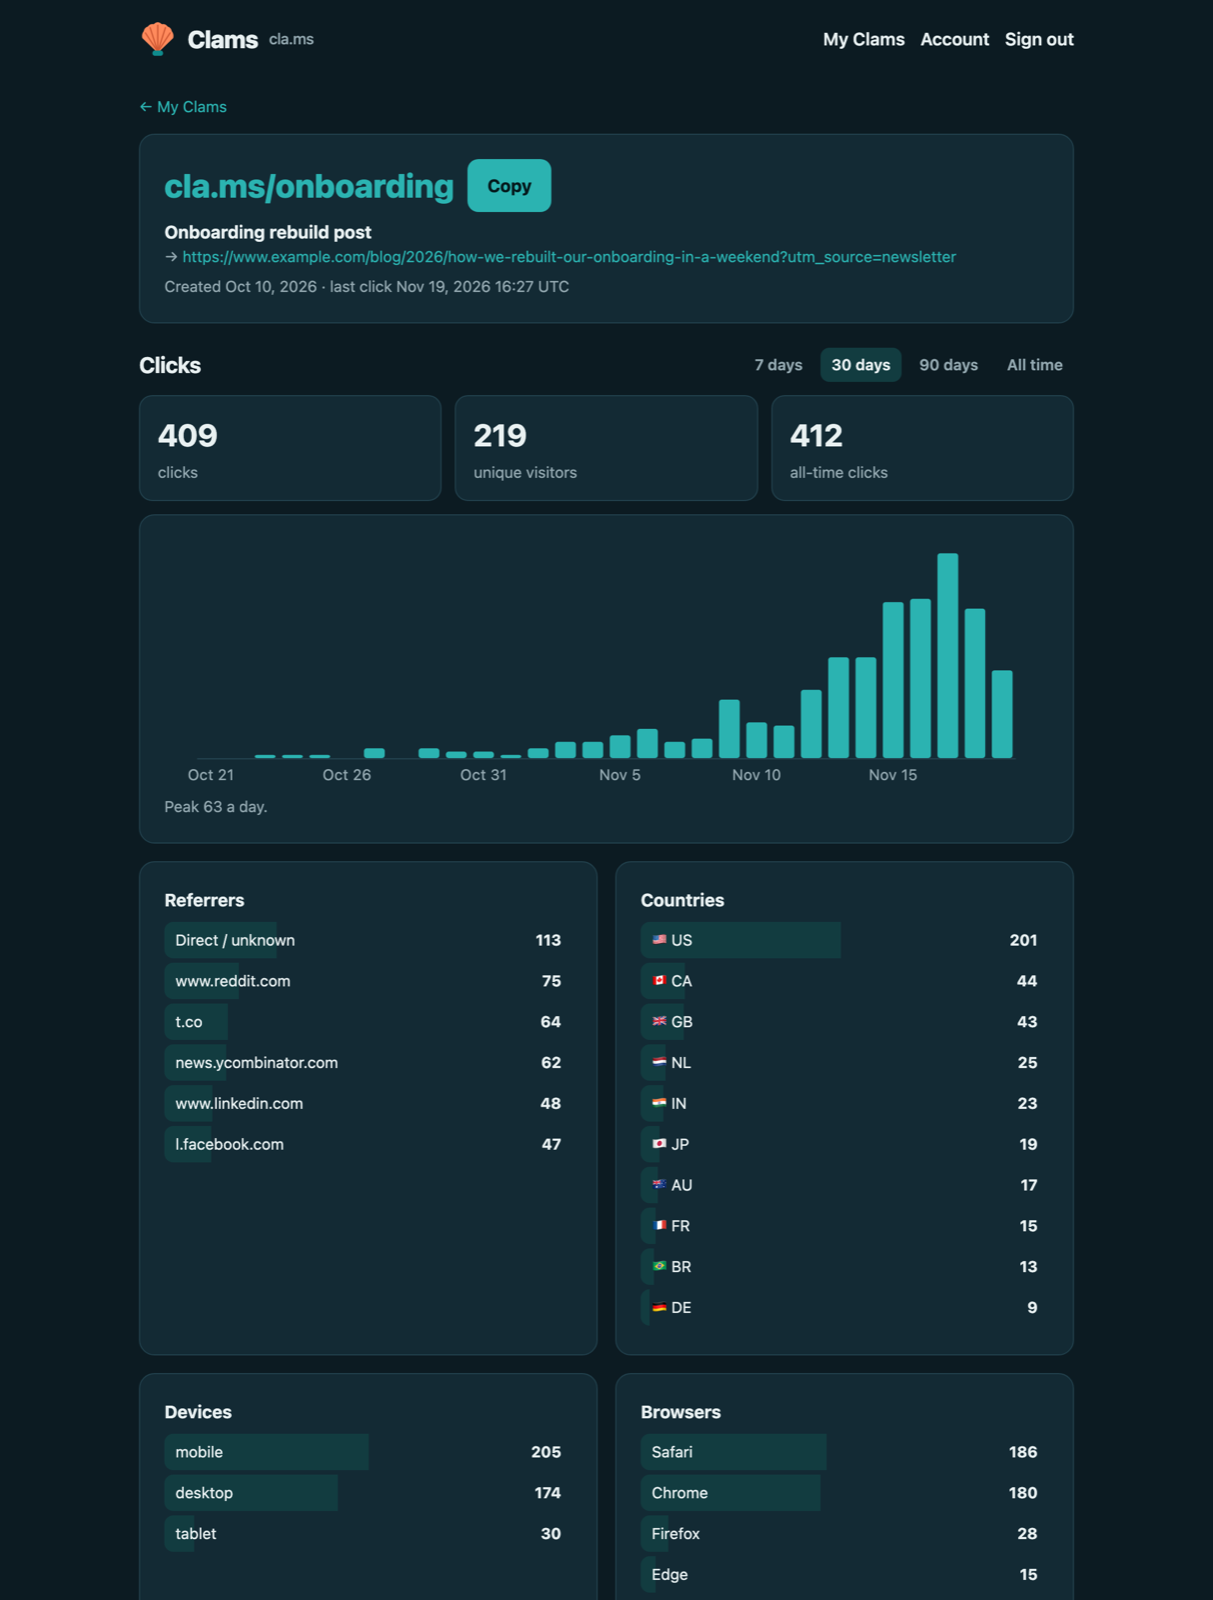 Clams cla.ms
My Clams Account Sign out
← My Clams
cla.ms/onboarding Copy
Onboarding rebuild post
→ https://www.example.com/blog/2026/how-we-rebuilt-our-onboarding-in-a-weekend?utm_source=newsletter
Created Oct 10, 2026 · last click Nov 19, 2026 16:27 UTC
Clicks 7 days 30 days 90 days All time
409
clicks
219
unique visitors
412
all-time clicks
Oct 21 Oct 26 Oct 31 Nov 5 Nov 10 Nov 15
Peak 63 a day.
Referrers
Direct / unknown 113
www.reddit.com 75
t.co 64
news.ycombinator.com 62
www.linkedin.com 48
l.facebook.com 47
Countries
US 201
CA 44
GB 43
NL 25
IN 23
JP 19
AU 17
FR 15
BR 13
DE 9
Devices
mobile 205
desktop 174
tablet 30
Browsers
Safari 186
Chrome 180
Firefox 28
Edge 15